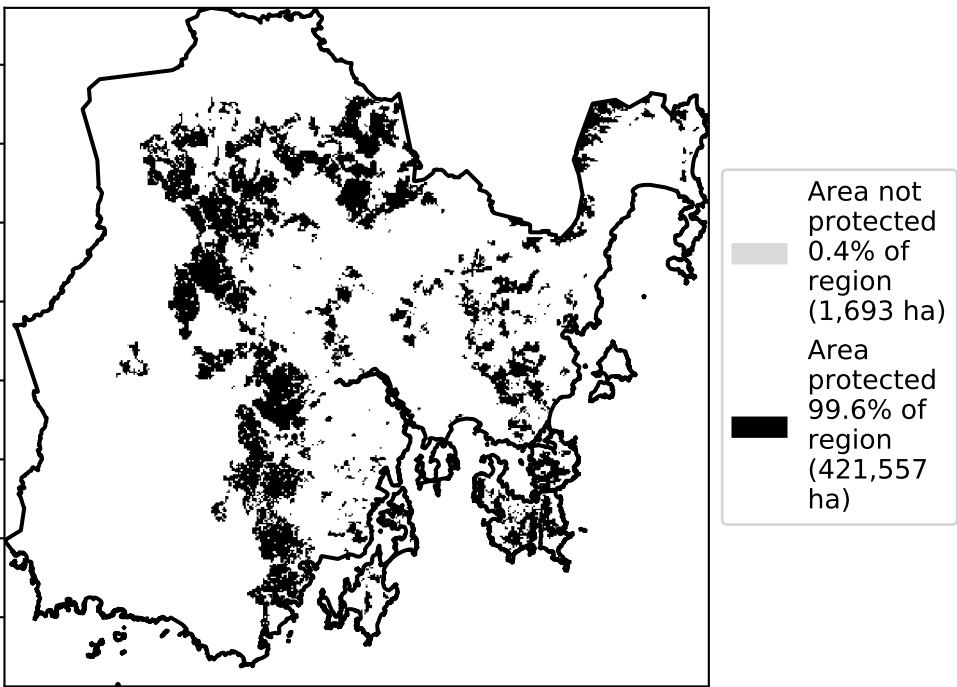 Area not
protected
0.4% of
region
(1,693 ha)
Area
protected
99.6% of
region
(421,557
ha)